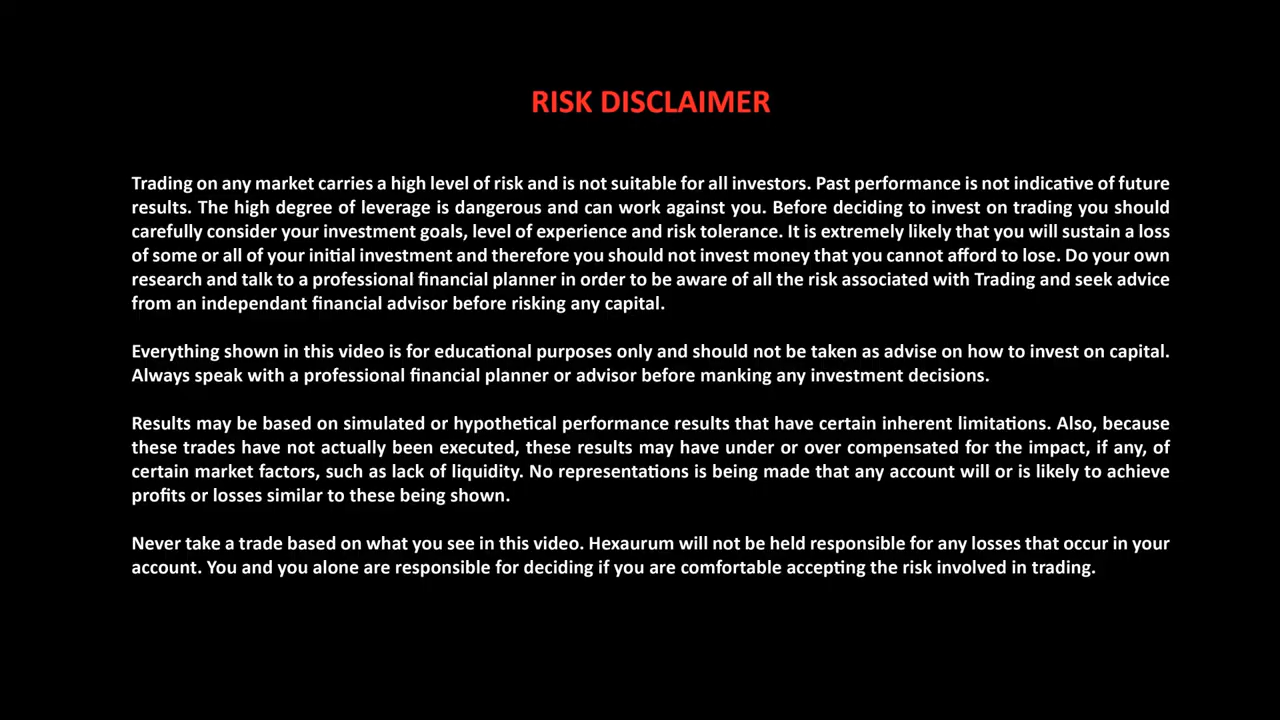 RISK DISCLAIMER
Trading on any market carries a high level of risk and is not suitable for all investors. Past performance is not indicative of future
results. The high degree of leverage is dangerous and can work against you. Before deciding to invest on trading you should
carefully consider your investment goals, level of experience and risk tolerance. It is extremely likely that you will sustain a loss
of some or all of your initial investment and therefore you should not invest money that you cannot afford to lose. Do your own
research and talk to a professional financial planner in order to be aware of all the risk associated with Trading and seek advice
from an independant financial advisor before risking any capital.
Everything shown in this video is for educational purposes only and should not be taken as advise on how to invest on capital.
Always speak with a professional financial planner or advisor before manking any investment decisions.
Results may be based on simulated or hypothetical performance results that have certain inherent limitations. Also, because
these trades have not actually been executed, these results may have under or over compensated for the impact, if any, of
certain market factors, such as lack of liquidity. No representations is being made that any account will or is likely to achieve
profits or losses similar to these being shown.
Never take a trade based on what you see in this video. Hexaurum will not be held responsible for any losses that occur in your
account. You and you alone are responsible for deciding if you are comfortable accepting the risk involved in trading.